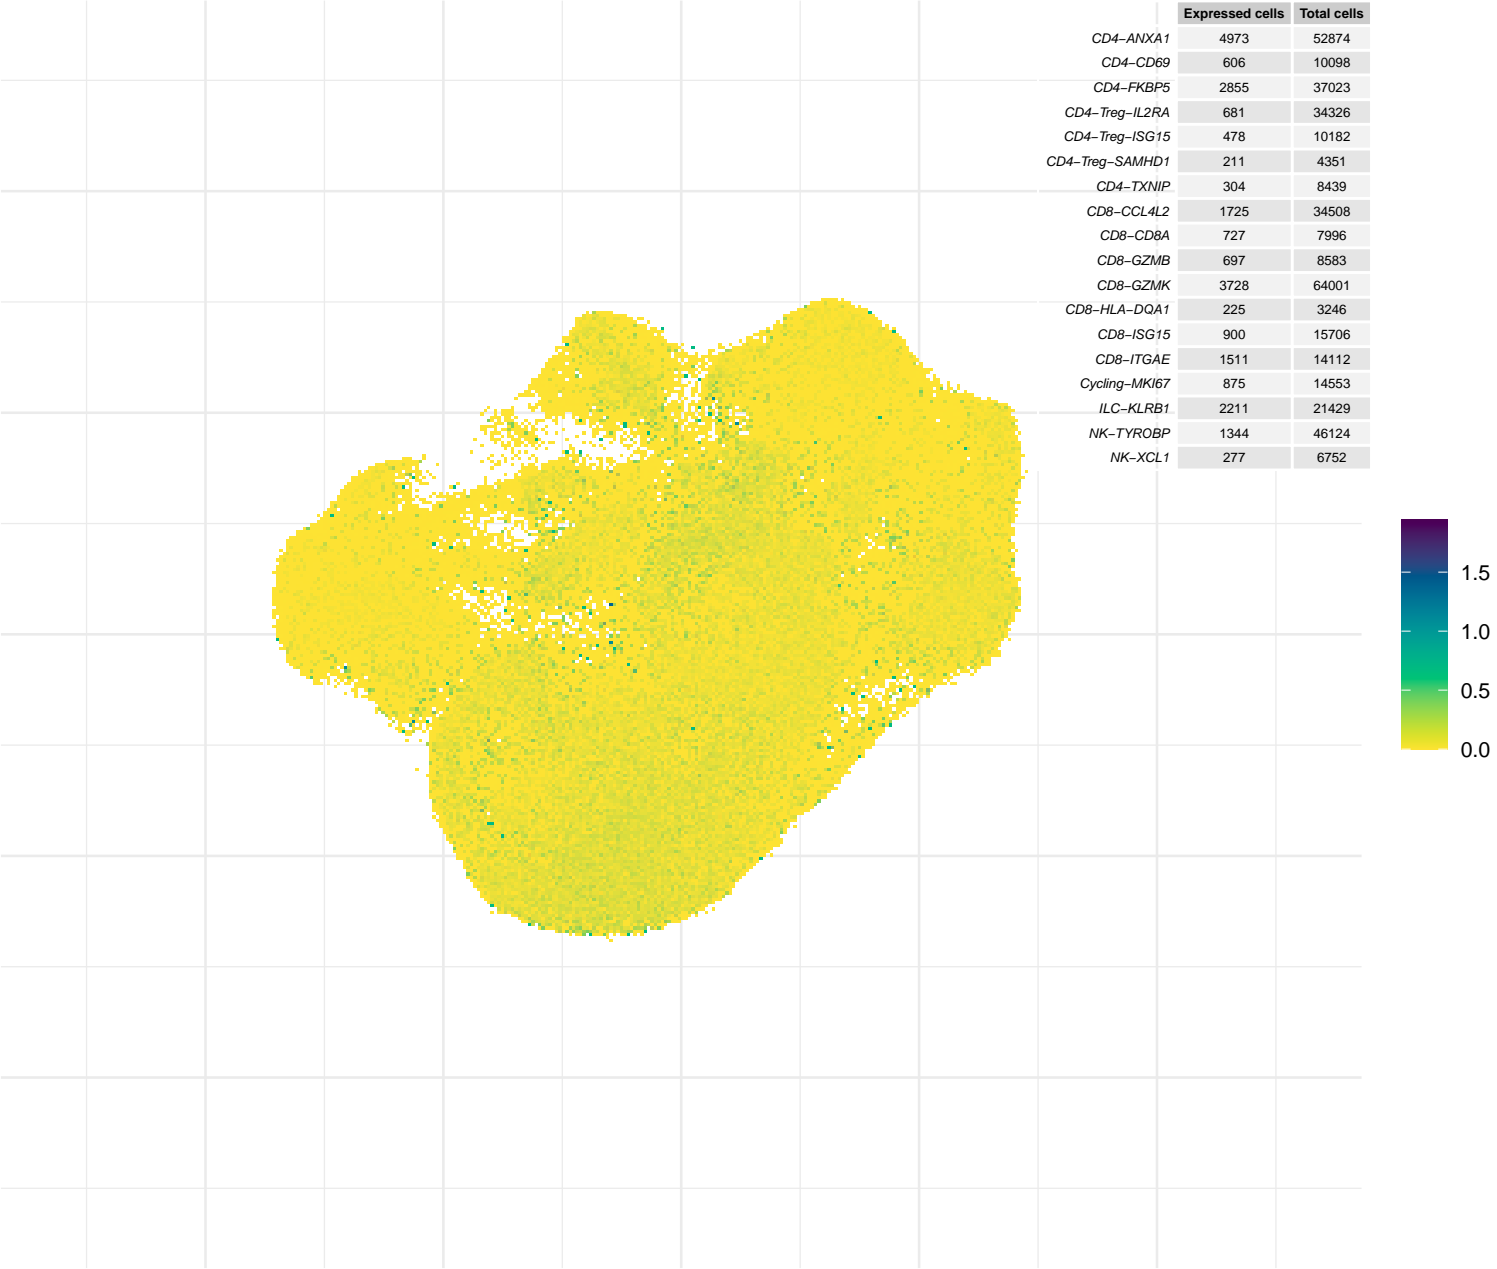 Expressed cells Total cells
CD4−ANXA1 4973 52874
CD4−CD69 606 10098
CD4−FKBP5 2855 37023
CD4−Treg−IL2RA 681 34326
CD4−Treg−ISG15 478 10182
CD4−Treg−SAMHD1 211 4351
CD4−TXNIP 304 8439
CD8−CCL4L2 1725 34508
CD8−CD8A 727 7996
CD8−GZMB 697 8583
CD8−GZMK 3728 64001
CD8−HLA−DQA1 225 3246
CD8−ISG15 900 15706
CD8−ITGAE 1511 14112
Cycling−MKI67 875 14553
ILC−KLRB1 2211 21429
NK−TYROBP 1344 46124
NK−XCL1 277 6752
1.5
1.0
0.5
0.0